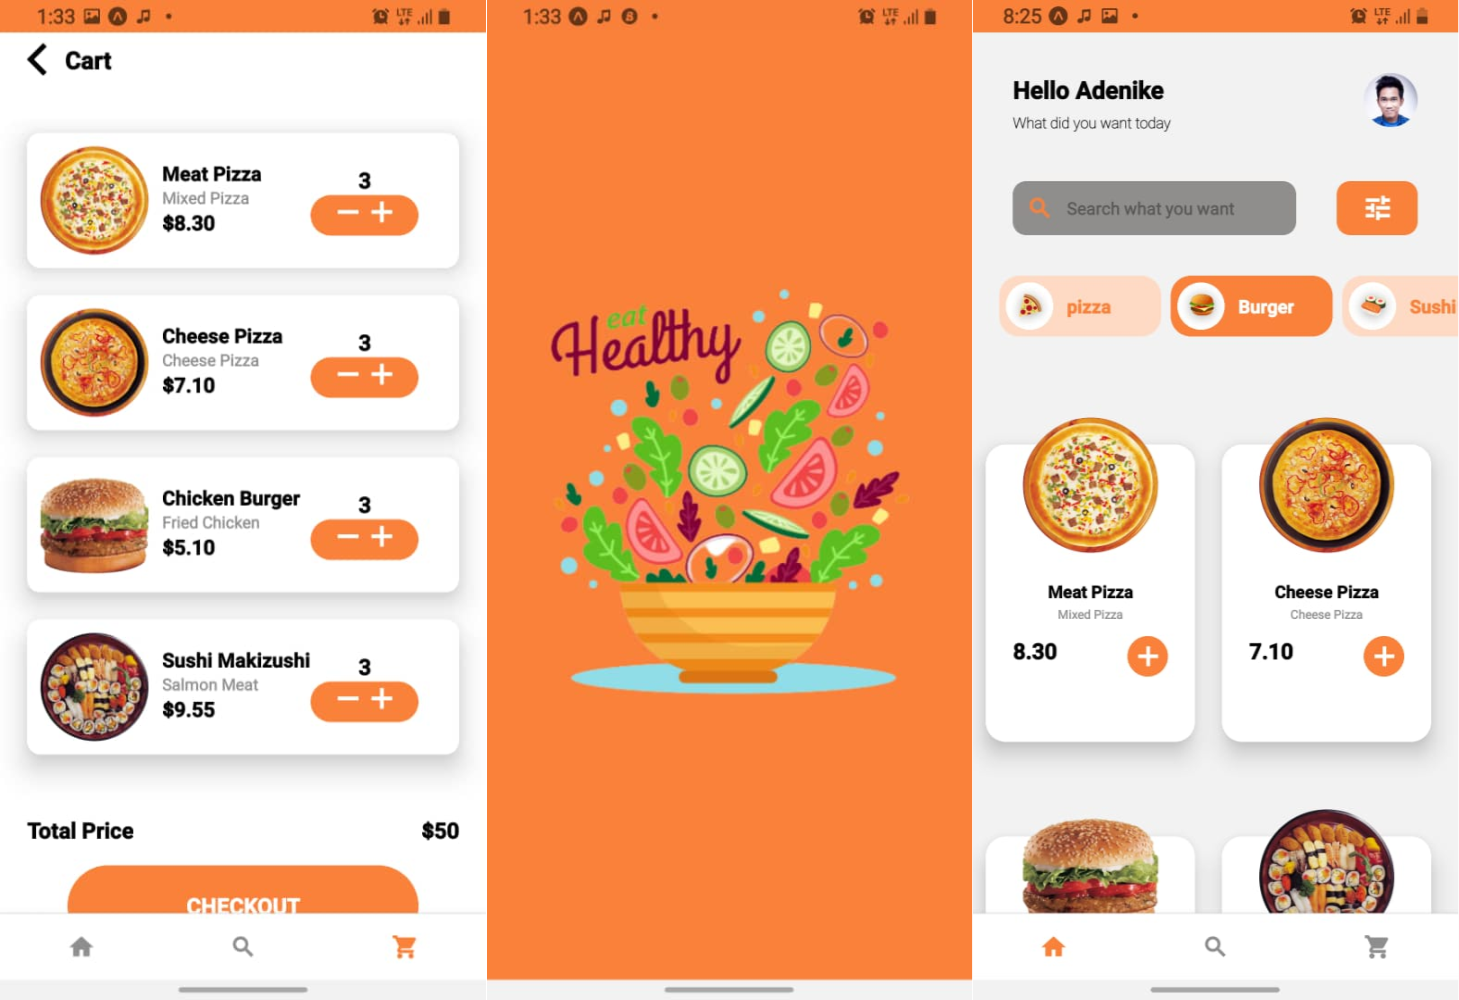 1:33
LTE
Cart
Meat Pizza
Mixed Pizza
$8.30
3
Cheese Pizza
Cheese Pizza
$7.10
3
Chicken Burger
Fried Chicken
$5.10
3
Sushi Makizushi
Salmon Meat
$9.55
3
Total Price $50
CHECKOUT
1:33
LTE
eat
Healthy
8:25
LTE
Hello Adenike
What did you want today
Search what you want
pizza Burger Sushi
Meat Pizza
Mixed Pizza
8.30
Cheese Pizza
Cheese Pizza
7.10